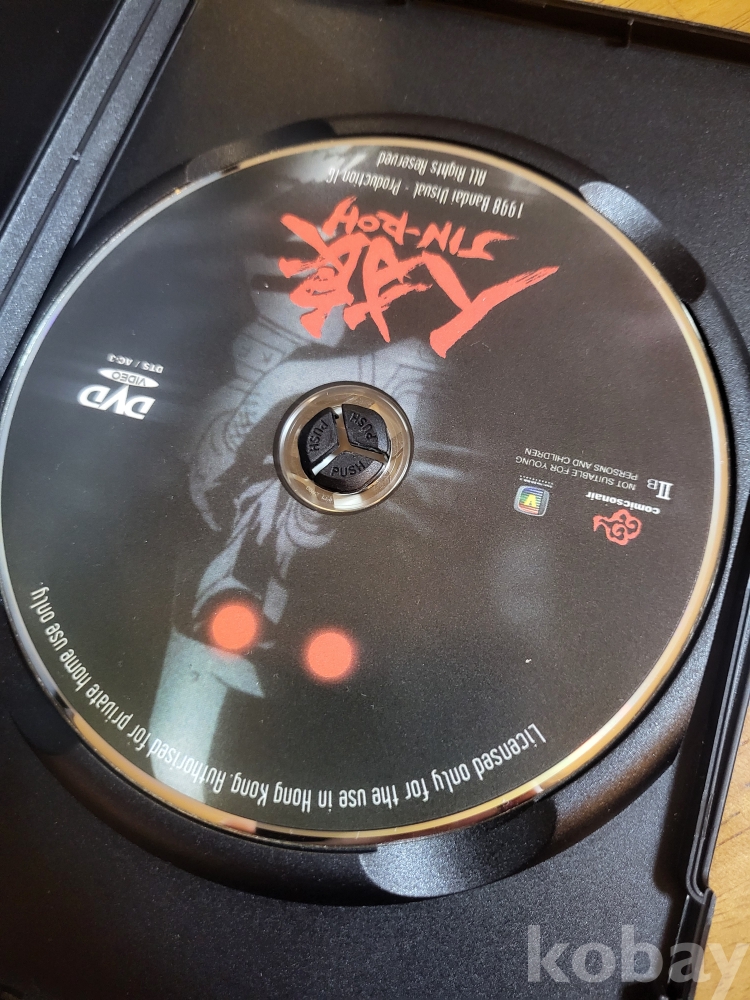 Licensed only for the use in Hong Kong. Authorised for private home use only.
comicsonair
IIB
NOT SUITABLE FOR YOUNG
PERSONS AND CHILDREN
V
PUSH
PUSH
PUSH
DVD
VIDEO
DTS / AC-3
人狼
JIN-ROH
1998 Bandai Visual · Production IG
All Rights Reserved
kobay